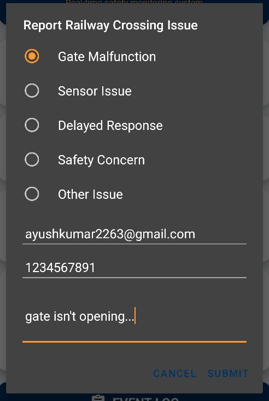 Real-time safety monitoring system
Report Railway Crossing Issue
Gate Malfunction
Sensor Issue
Delayed Response
Safety Concern
Other Issue
ayushkumar2263@gmail.com
1234567891
gate isn't opening...
CANCEL SUBMIT
EVENT LOG